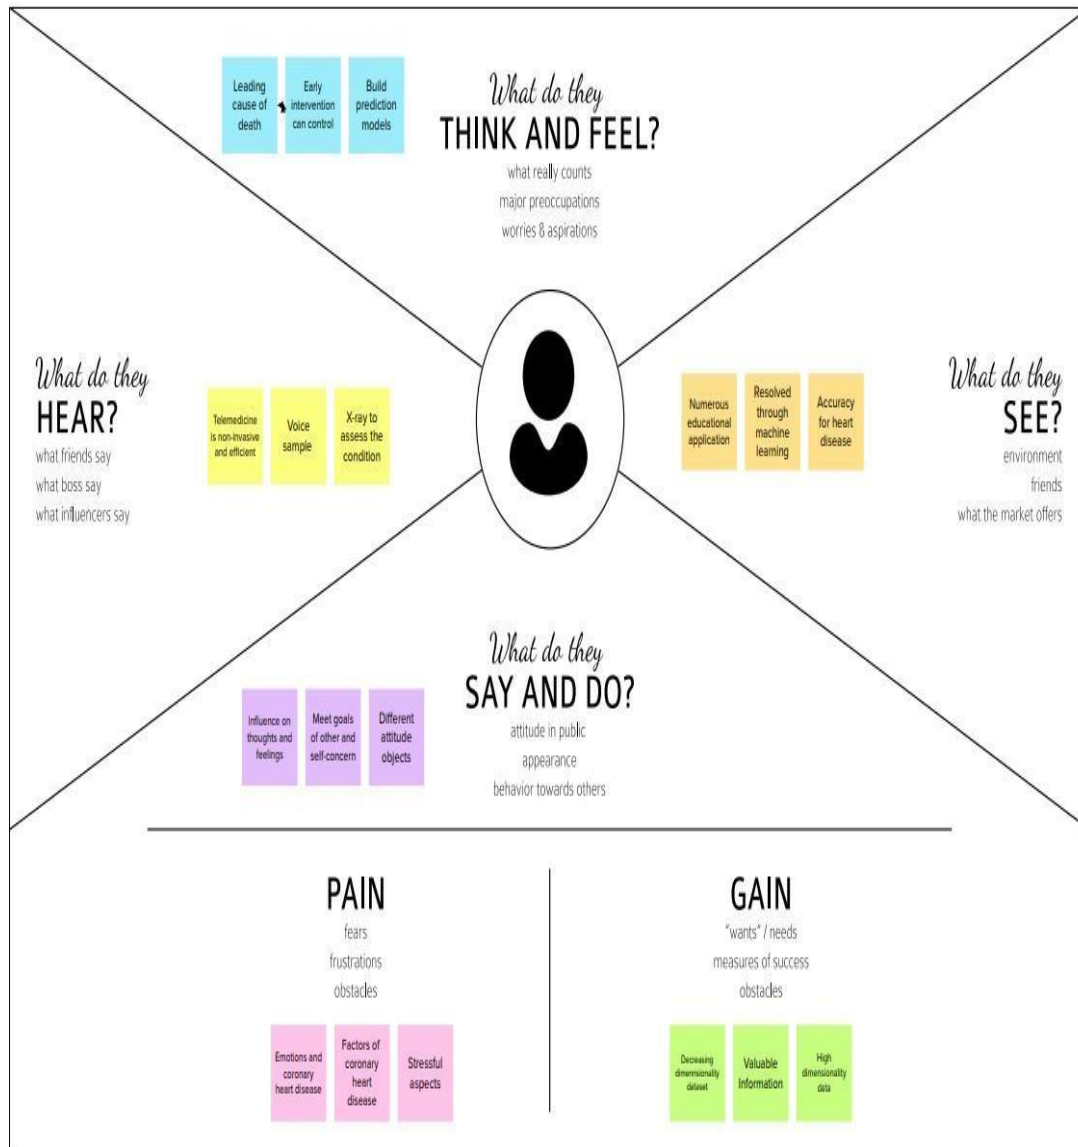 Leading
cause of
death
Early
intervention
can control
Build
prediction
models
What do they
THINK AND FEEL?
what really counts
major preoccupations
worries & aspirations
What do they
HEAR?
what friends say
what boss say
what influencers say
Telemedicine
is non-invasive
and efficient
Voice
sample
X-ray to
assess the
condition
Numerous
educational
application
Resolved
through
machine
learning
Accuracy
for heart
disease
What do they
SEE?
environment
friends
what the market offers
What do they
SAY AND DO?
attitude in public
appearance
behavior towards others
Influence on
thoughts and
feelings
Meet goals
of other and
self-concern
Different
attitude
objects
PAIN
fears
frustrations
obstacles
Emotions and
coronary
heart disease
Factors of
coronary
heart
disease
Stressful
aspects
GAIN
"wants" / needs
measures of success
obstacles
Decreasing
dimennsionality
dataset
Valuable
information
High
dimensionality
data